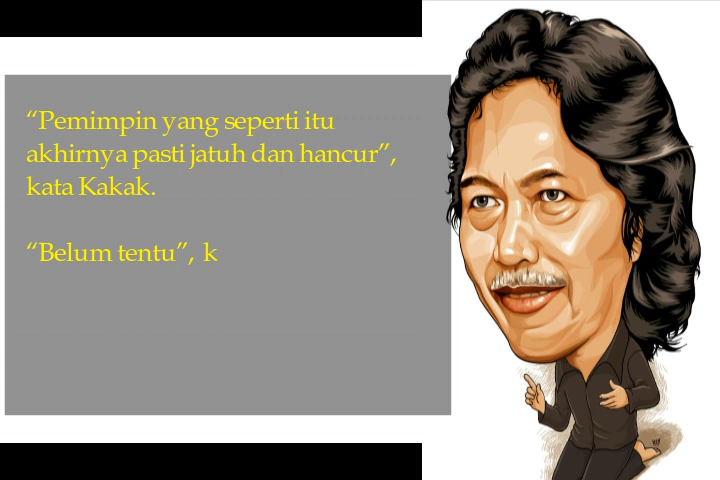 “Pemimpin yang seperti itu
akhirnya pasti jatuh dan hancur”,
kata Kakak.
“Belum tentu”, k